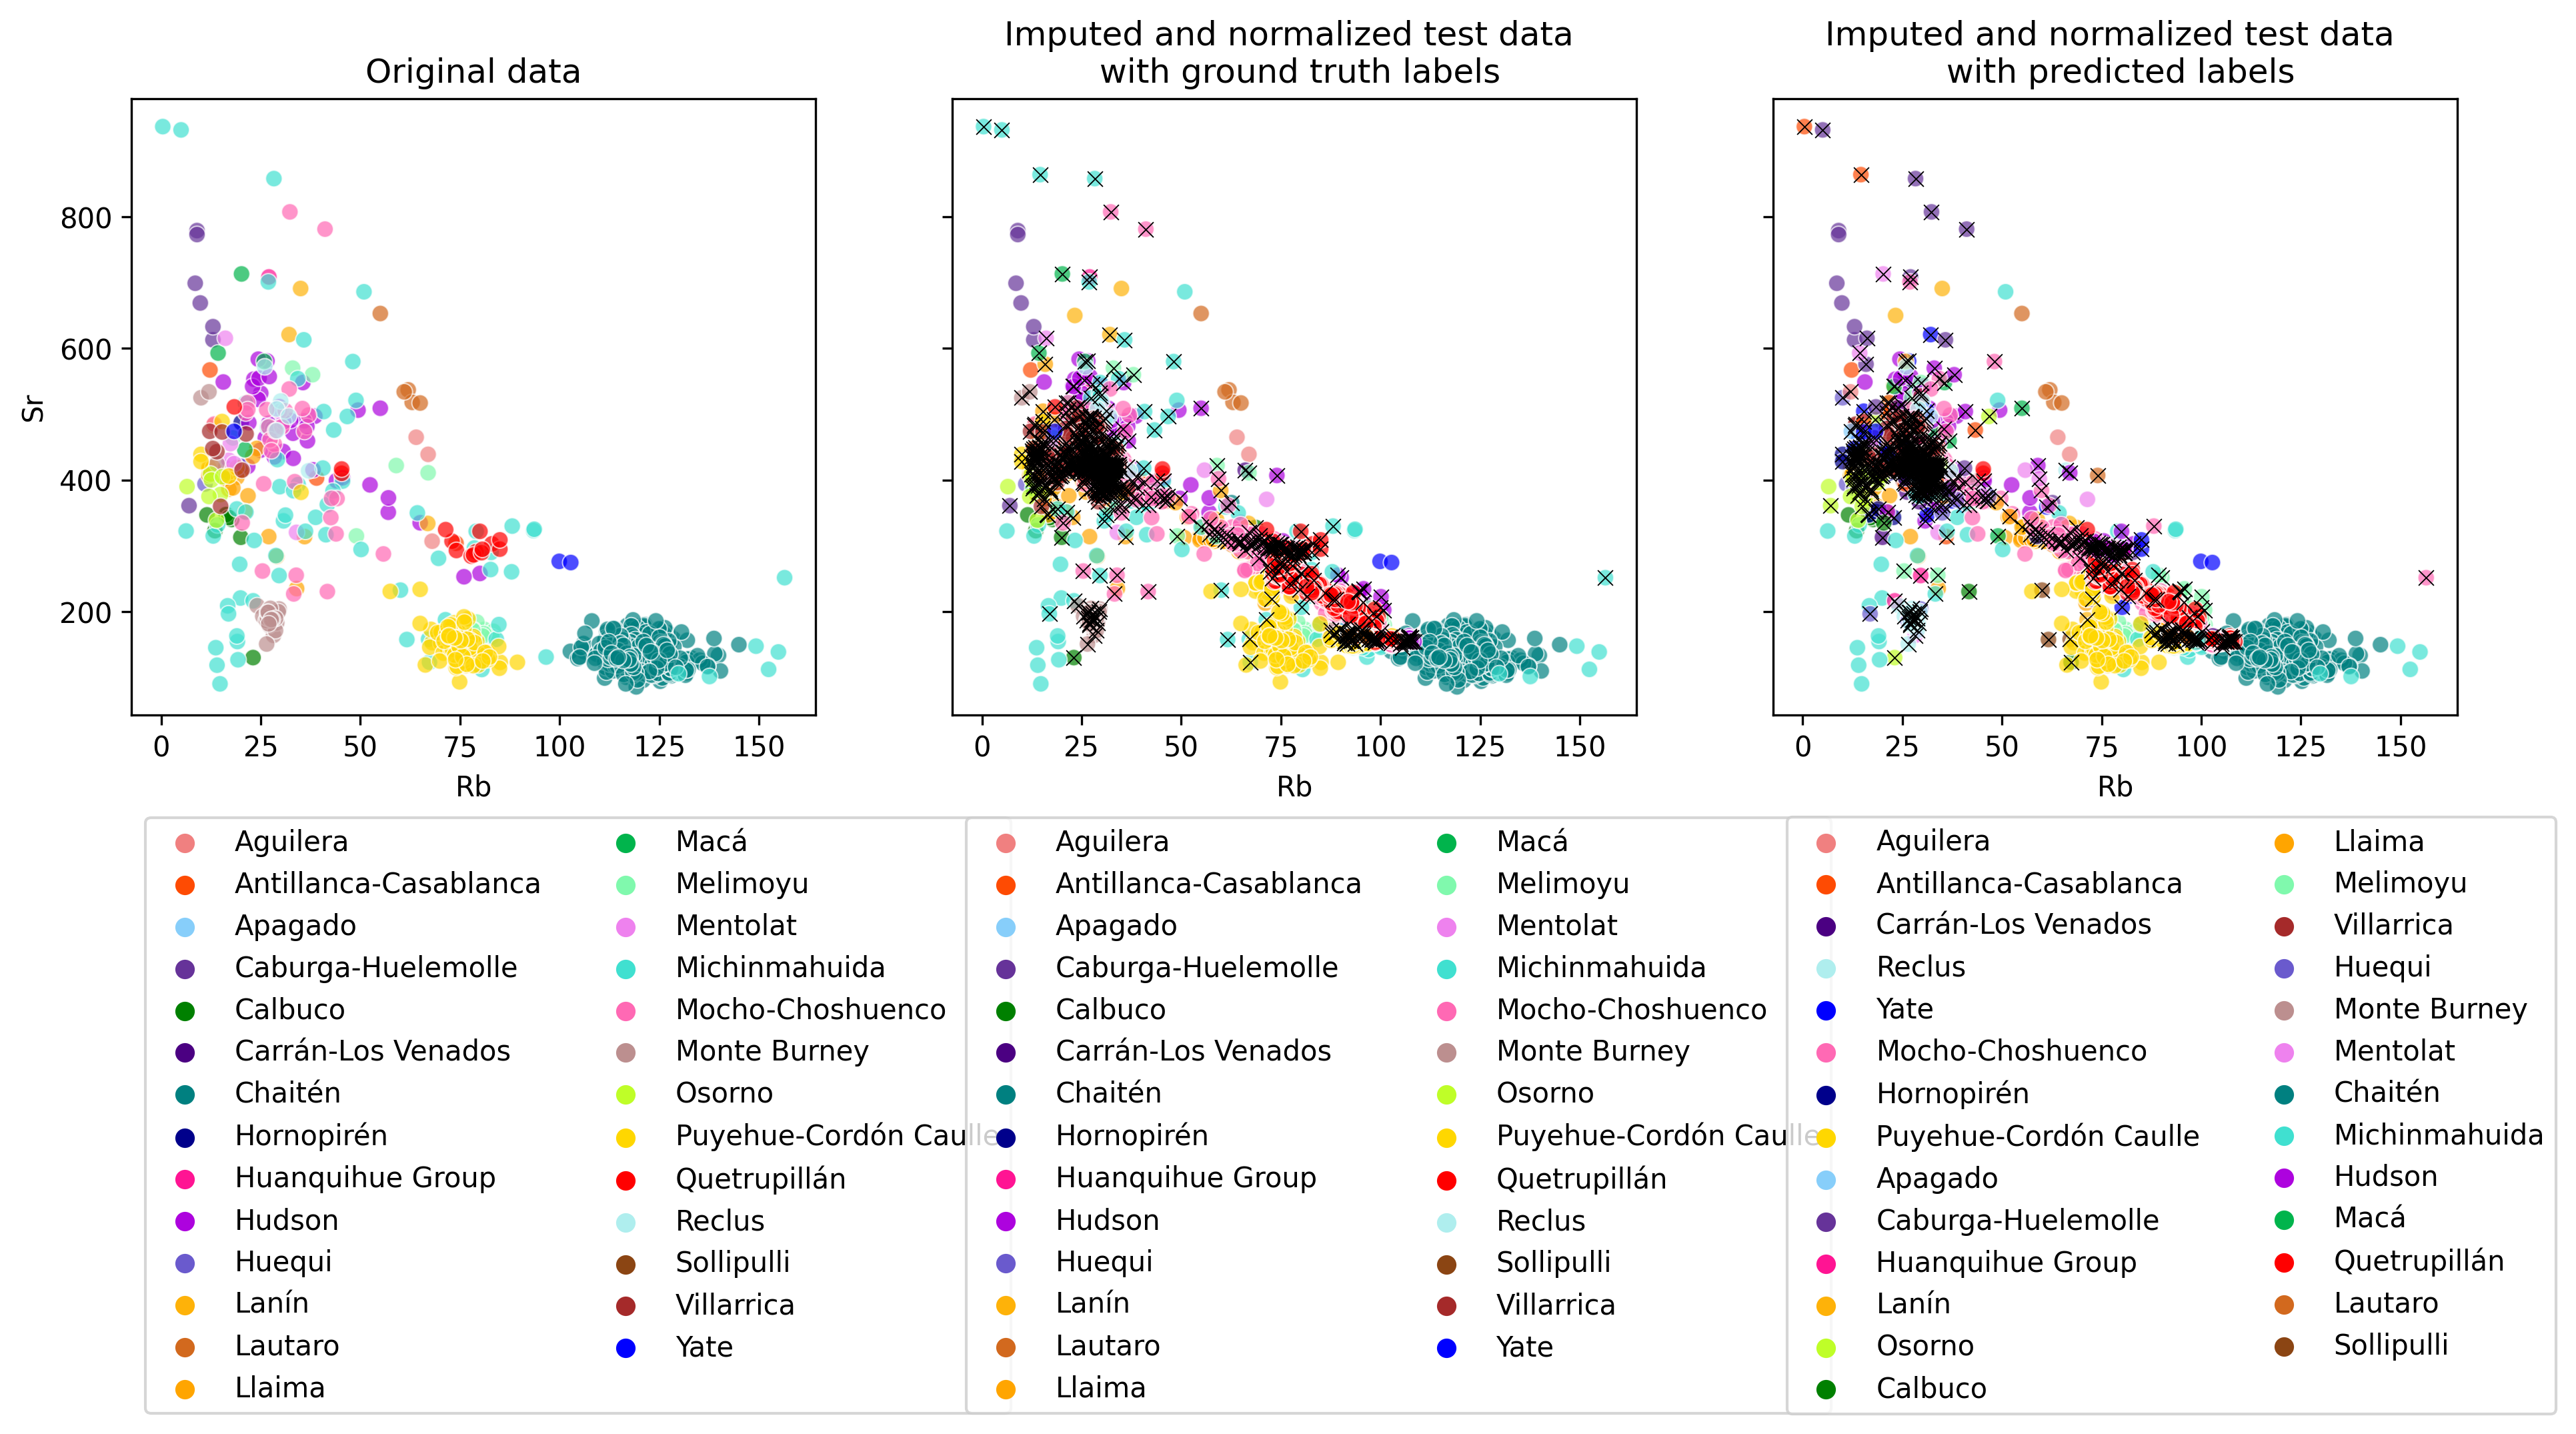 Original data
Imputed and normalized test data
with ground truth labels
Imputed and normalized test data
with predicted labels
Sr
800
600
400
200
0 25 50 75 100 125 150
Rb
0 25 50 75 100 125 150
Rb
0 25 50 75 100 125 150
Rb
Aguilera
Antillanca-Casablanca
Apagado
Caburga-Huelemolle
Calbuco
Carrán-Los Venados
Chaitén
Hornopirén
Huanquihue Group
Hudson
Huequi
Lanín
Lautaro
Llaima
Macá
Melimoyu
Mentolat
Michinmahuida
Mocho-Choshuenco
Monte Burney
Osorno
Puyehue-Cordón Caulle
Quetrupillán
Reclus
Sollipulli
Villarrica
Yate
Aguilera
Antillanca-Casablanca
Apagado
Caburga-Huelemolle
Calbuco
Carrán-Los Venados
Chaitén
Hornopirén
Huanquihue Group
Hudson
Huequi
Lanín
Lautaro
Llaima
Macá
Melimoyu
Mentolat
Michinmahuida
Mocho-Choshuenco
Monte Burney
Osorno
Puyehue-Cordón Caulle
Quetrupillán
Reclus
Sollipulli
Villarrica
Yate
Aguilera
Antillanca-Casablanca
Carrán-Los Venados
Reclus
Yate
Mocho-Choshuenco
Hornopirén
Puyehue-Cordón Caulle
Apagado
Caburga-Huelemolle
Huanquihue Group
Lanín
Osorno
Calbuco
Llaima
Melimoyu
Villarrica
Huequi
Monte Burney
Mentolat
Chaitén
Michinmahuida
Hudson
Macá
Quetrupillán
Lautaro
Sollipulli